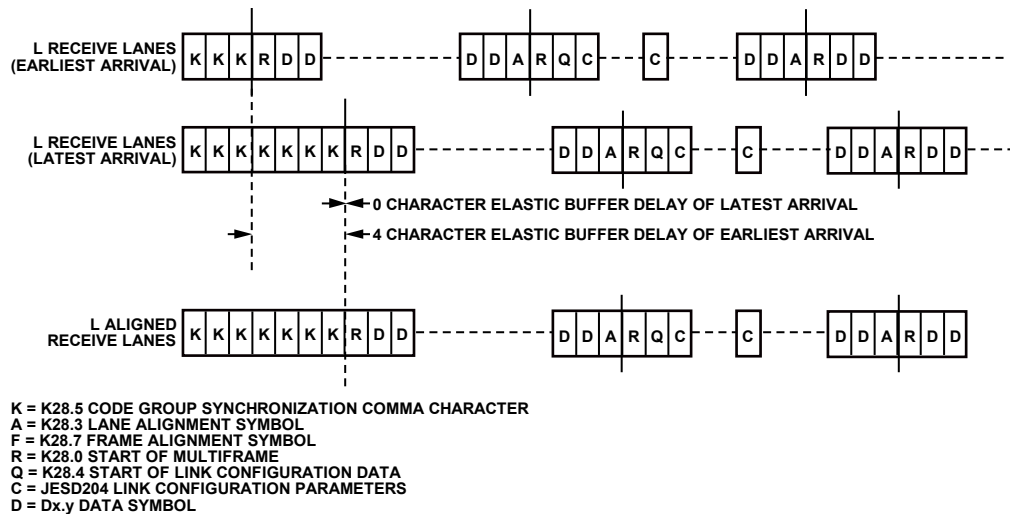 L RECEIVE LANES
(EARLIEST ARRIVAL)
K K K R D D
D D A R Q C
C
D D A R D D
L RECEIVE LANES
(LATEST ARRIVAL)
K K K K K K K R D D
D D A R Q C
C
D D A R D D
0 CHARACTER ELASTIC BUFFER DELAY OF LATEST ARRIVAL
4 CHARACTER ELASTIC BUFFER DELAY OF EARLIEST ARRIVAL
L ALIGNED
RECEIVE LANES
K K K K K K K R D D
D D A R Q C
C
D D A R D D
K = K28.5 CODE GROUP SYNCHRONIZATION COMMA CHARACTER
A = K28.3 LANE ALIGNMENT SYMBOL
F = K28.7 FRAME ALIGNMENT SYMBOL
R = K28.0 START OF MULTIFRAME
Q = K28.4 START OF LINK CONFIGURATION DATA
C = JESD204 LINK CONFIGURATION PARAMETERS
D = Dx.y DATA SYMBOL